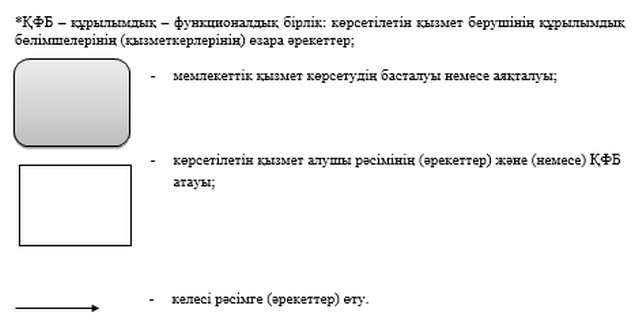 *ҚФБ – құрылымдық – функционалдық бірлік: көрсетілетін қызмет берушінің құрылымдық
бөлімшелерінің (қызметкерлерінің) өзара әрекеттер;
- мемлекеттік қызмет көрсетудің басталуы немесе аяқталуы;
- көрсетілетін қызмет алушы рәсімінің (әрекеттер) және (немесе) ҚФБ
атауы;
- келесі рәсімге (әрекеттер) өту.